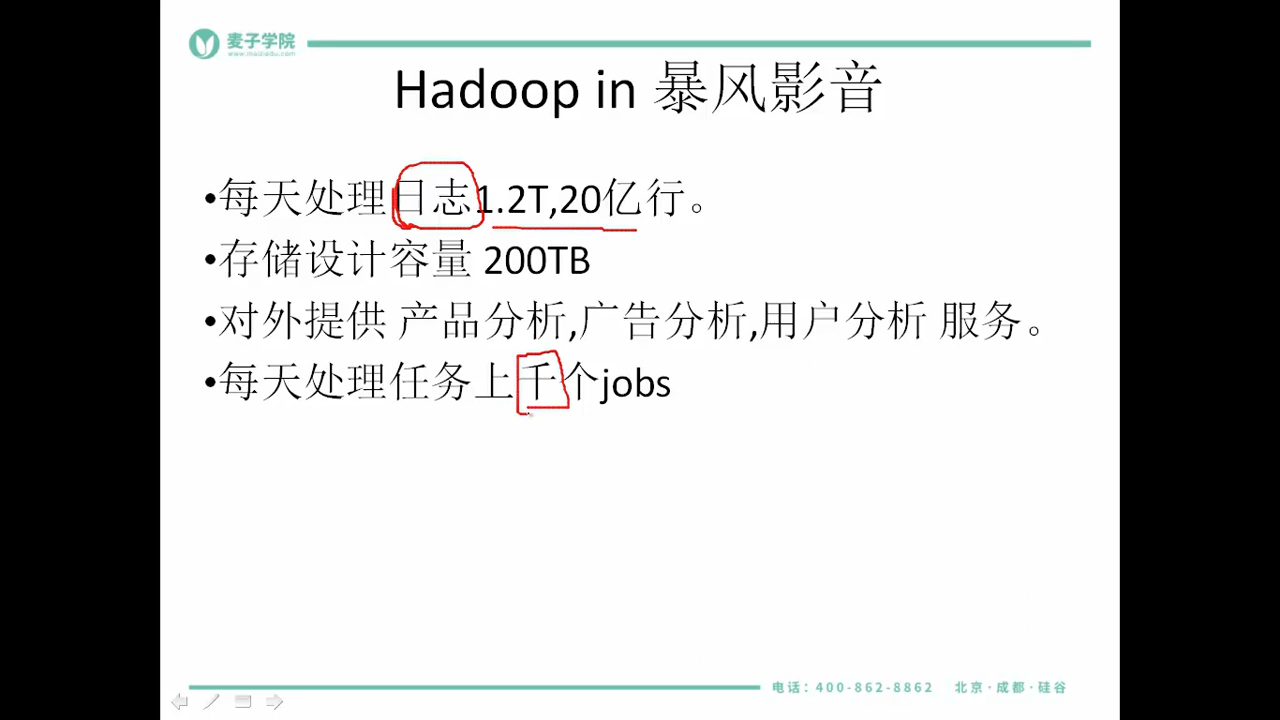 麦子学院
www.maiziedu.com
Hadoop in 暴风影音
•每天处理日志1.2T,20亿行。
•存储设计容量 200TB
•对外提供 产品分析,广告分析,用户分析 服务。
•每天处理任务上千个jobs
电话：400-862-8862 北京·成都·硅谷